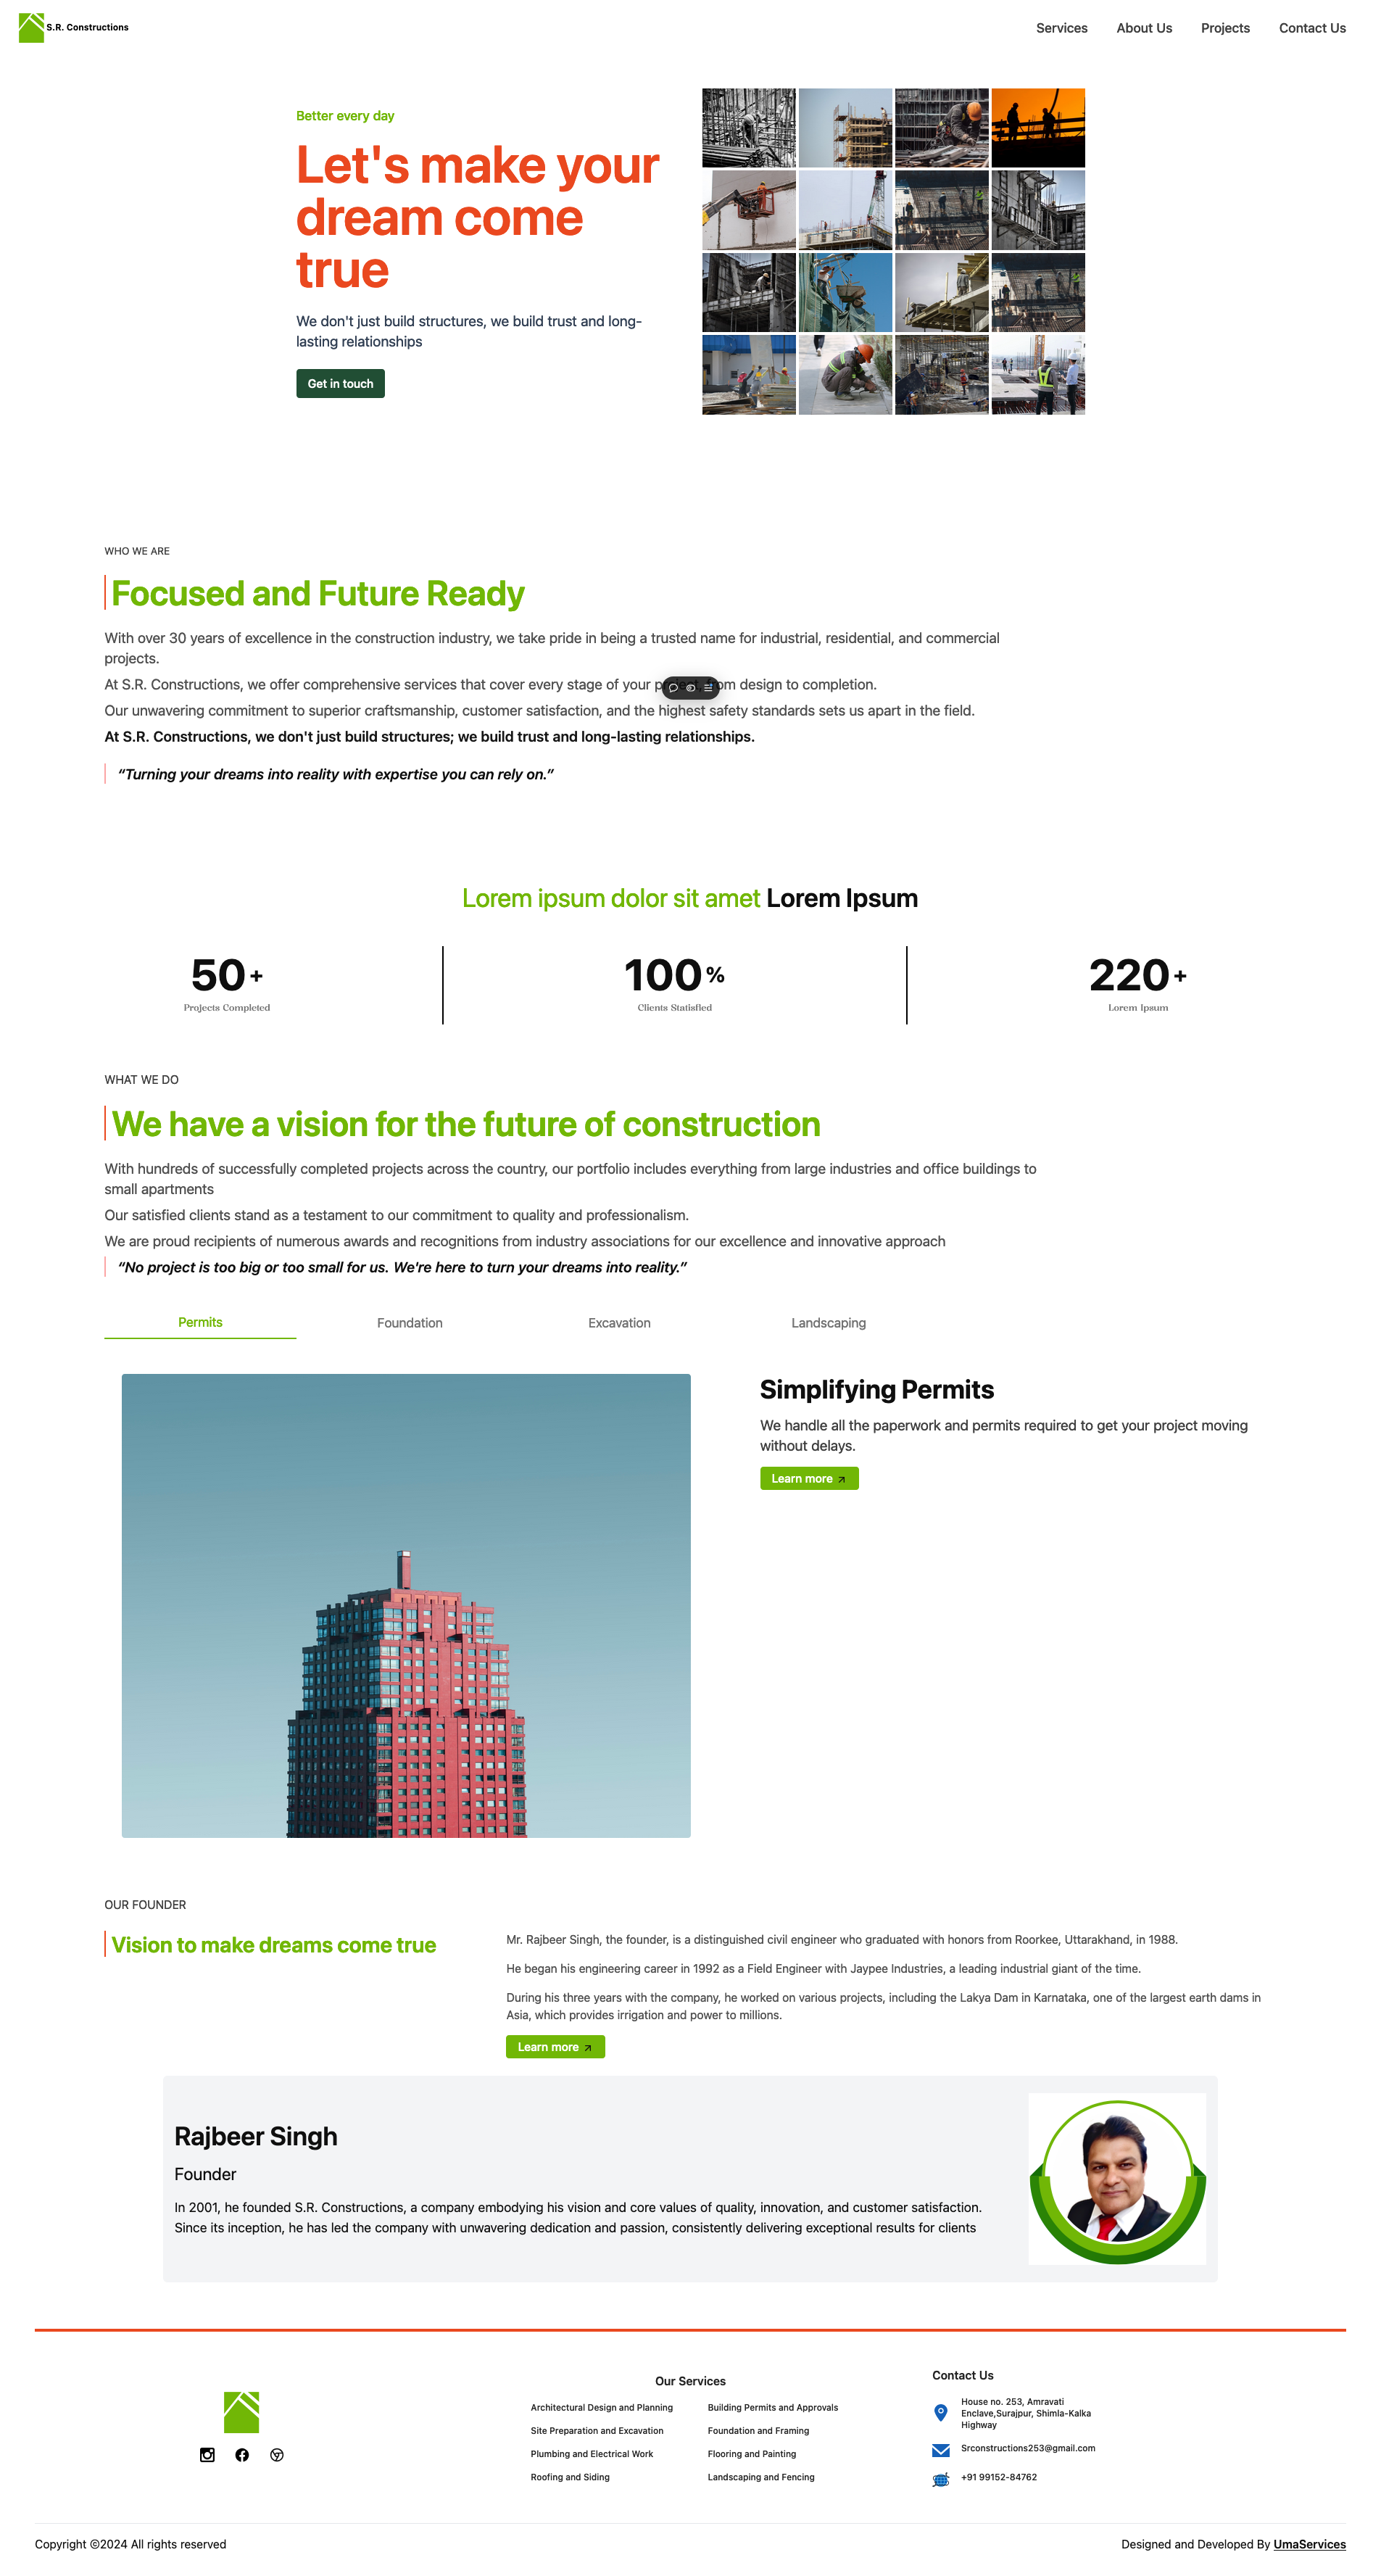 S.R. Constructions
Services
About Us
Projects
Contact Us
Better every day
Let's make your
dream come
true
We don't just build structures, we build trust and long-
lasting relationships
Get in touch
WHO WE ARE
Focused and Future Ready
With over 30 years of excellence in the construction industry, we take pride in being a trusted name for industrial, residential, and commercial
projects.
At S.R. Constructions, we offer comprehensive services that cover every stage of your project, from design to completion.
Our unwavering commitment to superior craftsmanship, customer satisfaction, and the highest safety standards sets us apart in the field.
At S.R. Constructions, we don't just build structures; we build trust and long-lasting relationships.
“Turning your dreams into reality with expertise you can rely on.”
Lorem ipsum dolor sit amet Lorem Ipsum
50+
Projects Completed
100%
Clients Statisfied
220+
Lorem Ipsum
WHAT WE DO
We have a vision for the future of construction
With hundreds of successfully completed projects across the country, our portfolio includes everything from large industries and office buildings to
small apartments
Our satisfied clients stand as a testament to our commitment to quality and professionalism.
We are proud recipients of numerous awards and recognitions from industry associations for our excellence and innovative approach
“No project is too big or too small for us. We're here to turn your dreams into reality.”
Permits
Foundation
Excavation
Landscaping
Simplifying Permits
We handle all the paperwork and permits required to get your project moving
without delays.
Learn more
OUR FOUNDER
Vision to make dreams come true
Mr. Rajbeer Singh, the founder, is a distinguished civil engineer who graduated with honors from Roorkee, Uttarakhand, in 1988.
He began his engineering career in 1992 as a Field Engineer with Jaypee Industries, a leading industrial giant of the time.
During his three years with the company, he worked on various projects, including the Lakya Dam in Karnataka, one of the largest earth dams in
Asia, which provides irrigation and power to millions.
Learn more
Rajbeer Singh
Founder
In 2001, he founded S.R. Constructions, a company embodying his vision and core values of quality, innovation, and customer satisfaction.
Since its inception, he has led the company with unwavering dedication and passion, consistently delivering exceptional results for clients
Our Services
Architectural Design and Planning
Building Permits and Approvals
Site Preparation and Excavation
Foundation and Framing
Plumbing and Electrical Work
Flooring and Painting
Roofing and Siding
Landscaping and Fencing
Contact Us
House no. 253, Amravati
Enclave,Surajpur, Shimla-Kalka
Highway
Srconstructions253@gmail.com
+91 99152-84762
Copyright ©2024 All rights reserved
Designed and Developed By UmaServices